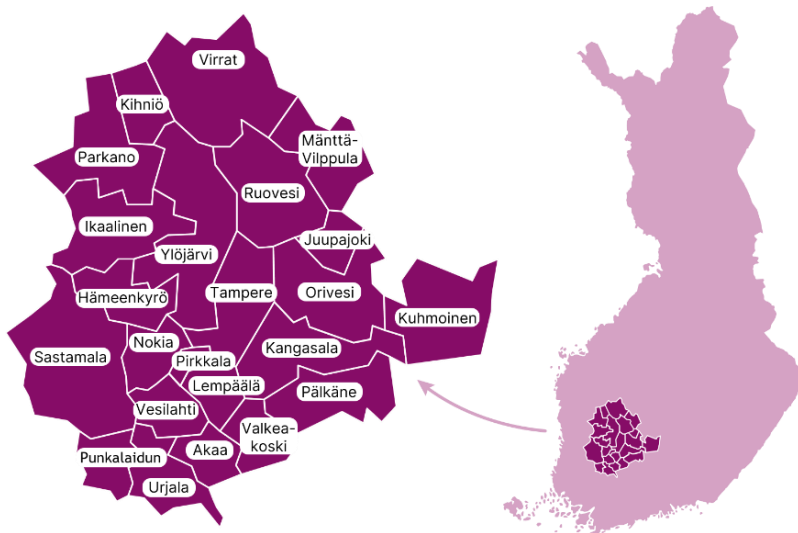 Virrat
Kihniö
Mänttä-
Vilppula
Parkano
Ruovesi
Ikaalinen
Juupajoki
Ylöjärvi
Hämeenkyrö
Tampere
Orivesi
Kuhmoinen
Nokia
Kangasala
Sastamala
Pirkkala
Lempäälä
Pälkäne
Vesilahti
Valkea-
koski
Akaa
Punkalaidun
Urjala